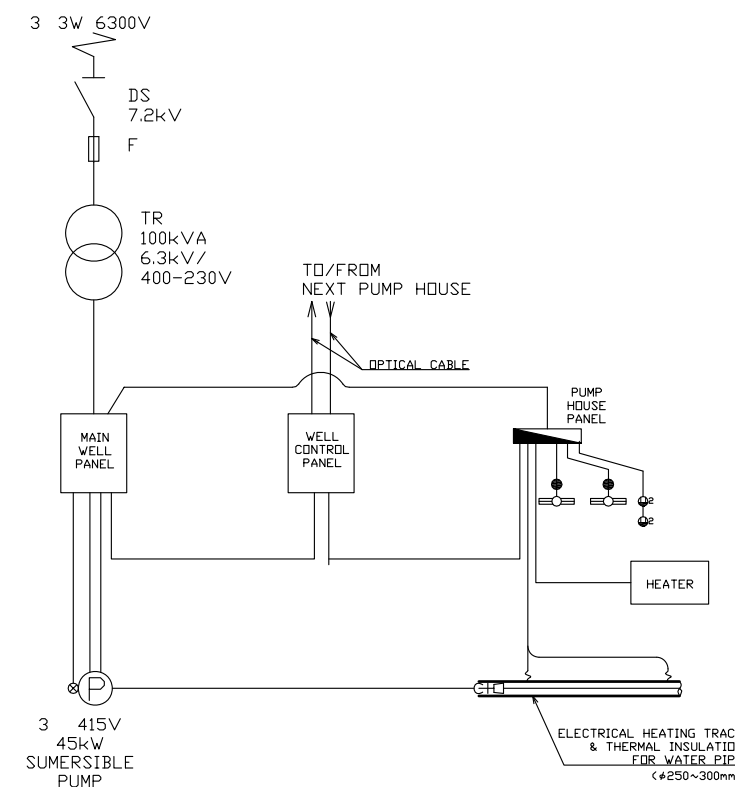 3 3W 6300V
DS
7.2kV
F
TR
100kVA
6.3kV/
400-230V
TO/FROM
NEXT PUMP HOUSE
OPTICAL CABLE
PUMP
HOUSE
PANEL
MAIN
WELL
PANEL
WELL
CONTROL
PANEL
2
2
HEATER
P
3 415V
45kW
SUMERSIBLE
PUMP
ELECTRICAL HEATING TRAC
& THERMAL INSULATIO
FOR WATER PIP
(φ250~300mm